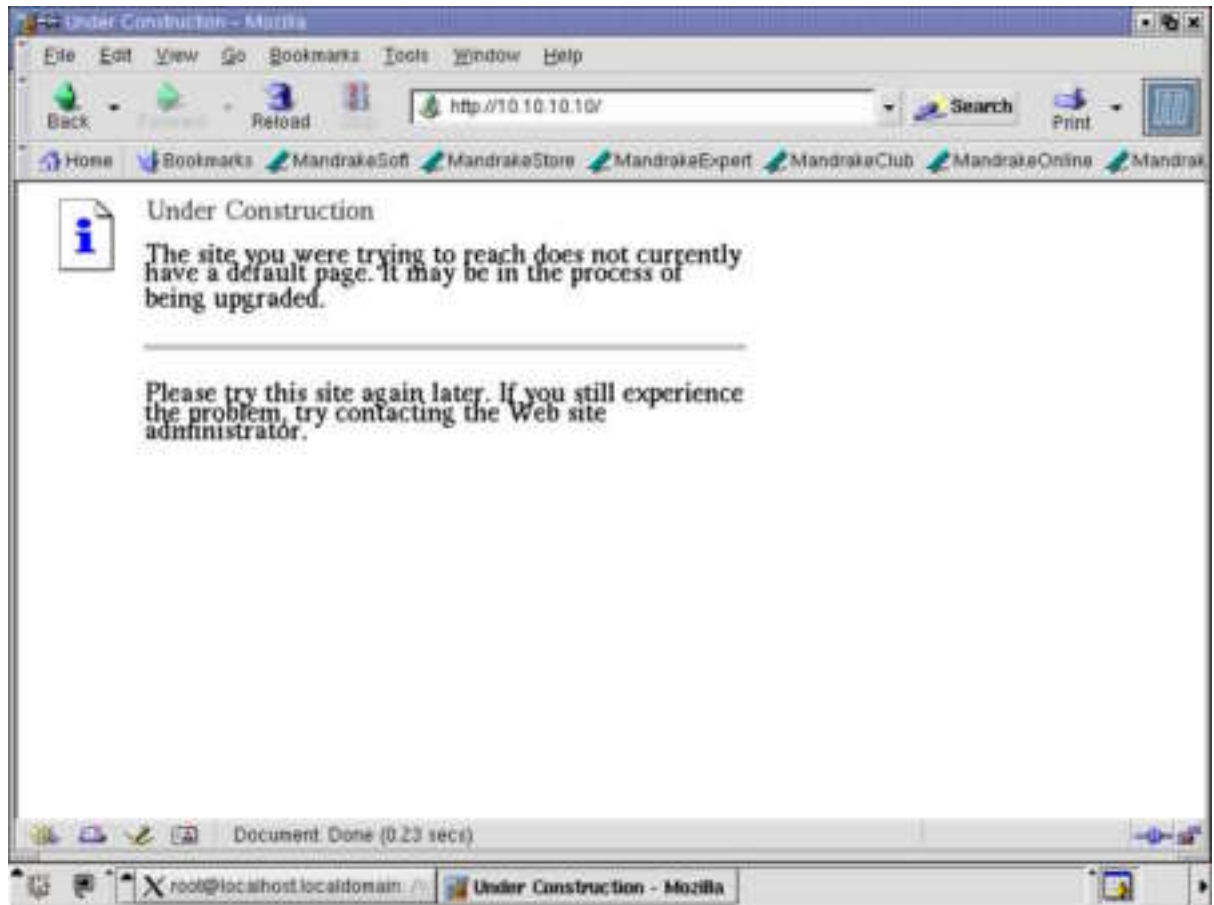 Under Construction - Mozilla
File Edit View Go Bookmarks Tools Window Help
Back Reload http://10.10.10.10/ Search Print
Home Bookmarks MandrakeSoft MandrakeStore MandrakeExpert MandrakeClub MandrakeOnline Mandrak
Under Construction
The site you were trying to reach does not currently
have a default page. It may be in the process of
being upgraded.
Please try this site again later. If you still experience
the problem, try contacting the Web site
administrator.
Document: Done (0.23 secs)
root@localhost.localdomain: Under Construction - Mozilla